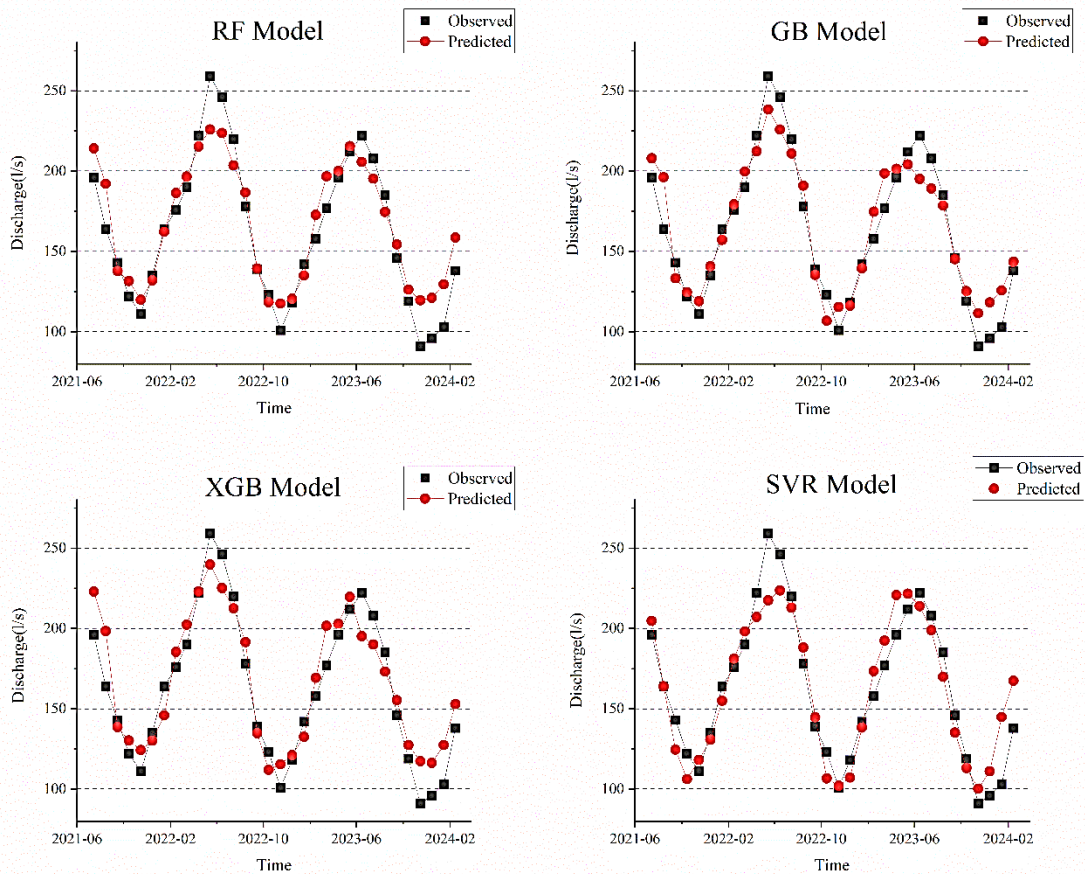 RF Model
Observed
Predicted
250
200
150
100
Discharge(l/s)
2021-06 2022-02 2022-10 2023-06 2024-02
Time
GB Model
Observed
Predicted
250
200
150
100
Discharge(l/s)
2021-06 2022-02 2022-10 2023-06 2024-02
Time
XGB Model
Observed
Predicted
250
200
150
100
Discharge(l/s)
2021-06 2022-02 2022-10 2023-06 2024-02
Time
SVR Model
Observed
Predicted
250
200
150
100
Discharge(l/s)
2021-06 2022-02 2022-10 2023-06 2024-02
Time